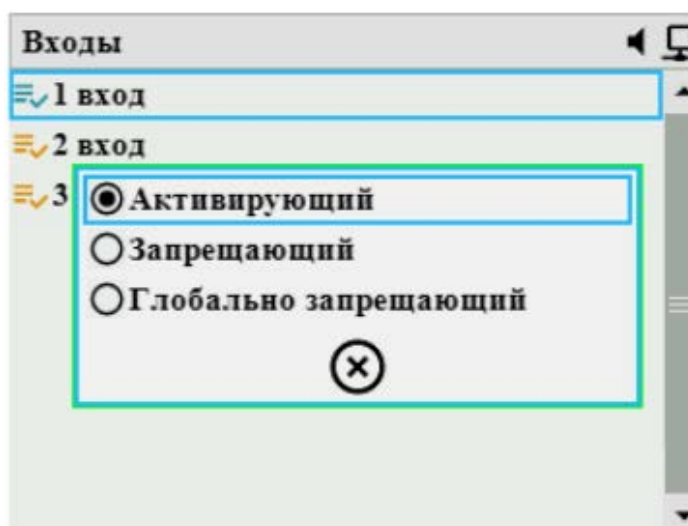 Входы
1 вход
2 вход
3
Активирующий
Запрещающий
Глобально запрещающий